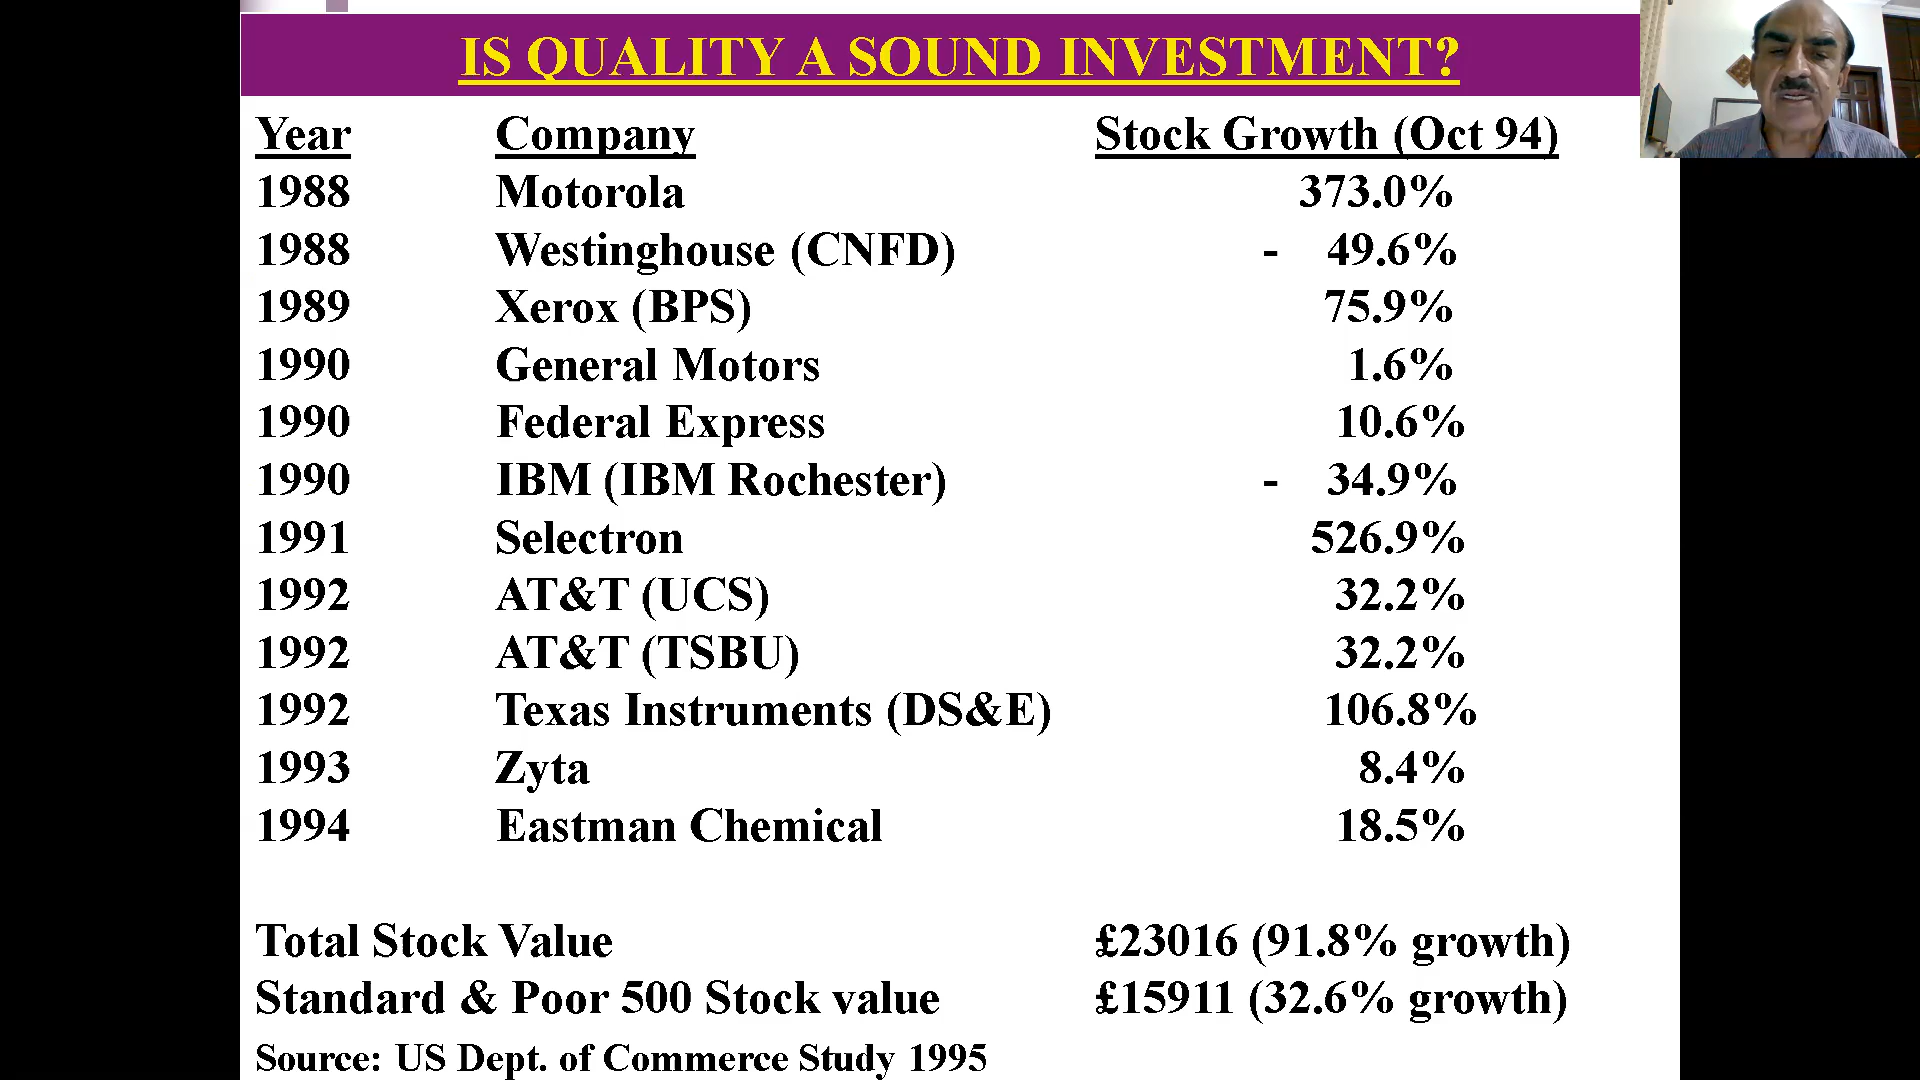 IS QUALITY A SOUND INVESTMENT?
Year Company Stock Growth (Oct 94)
1988 Motorola 373.0%
1988 Westinghouse (CNFD) - 49.6%
1989 Xerox (BPS) 75.9%
1990 General Motors 1.6%
1990 Federal Express 10.6%
1990 IBM (IBM Rochester) - 34.9%
1991 Selectron 526.9%
1992 AT&T (UCS) 32.2%
1992 AT&T (TSBU) 32.2%
1992 Texas Instruments (DS&E) 106.8%
1993 Zyta 8.4%
1994 Eastman Chemical 18.5%
Total Stock Value £23016 (91.8% growth)
Standard & Poor 500 Stock value £15911 (32.6% growth)
Source: US Dept. of Commerce Study 1995